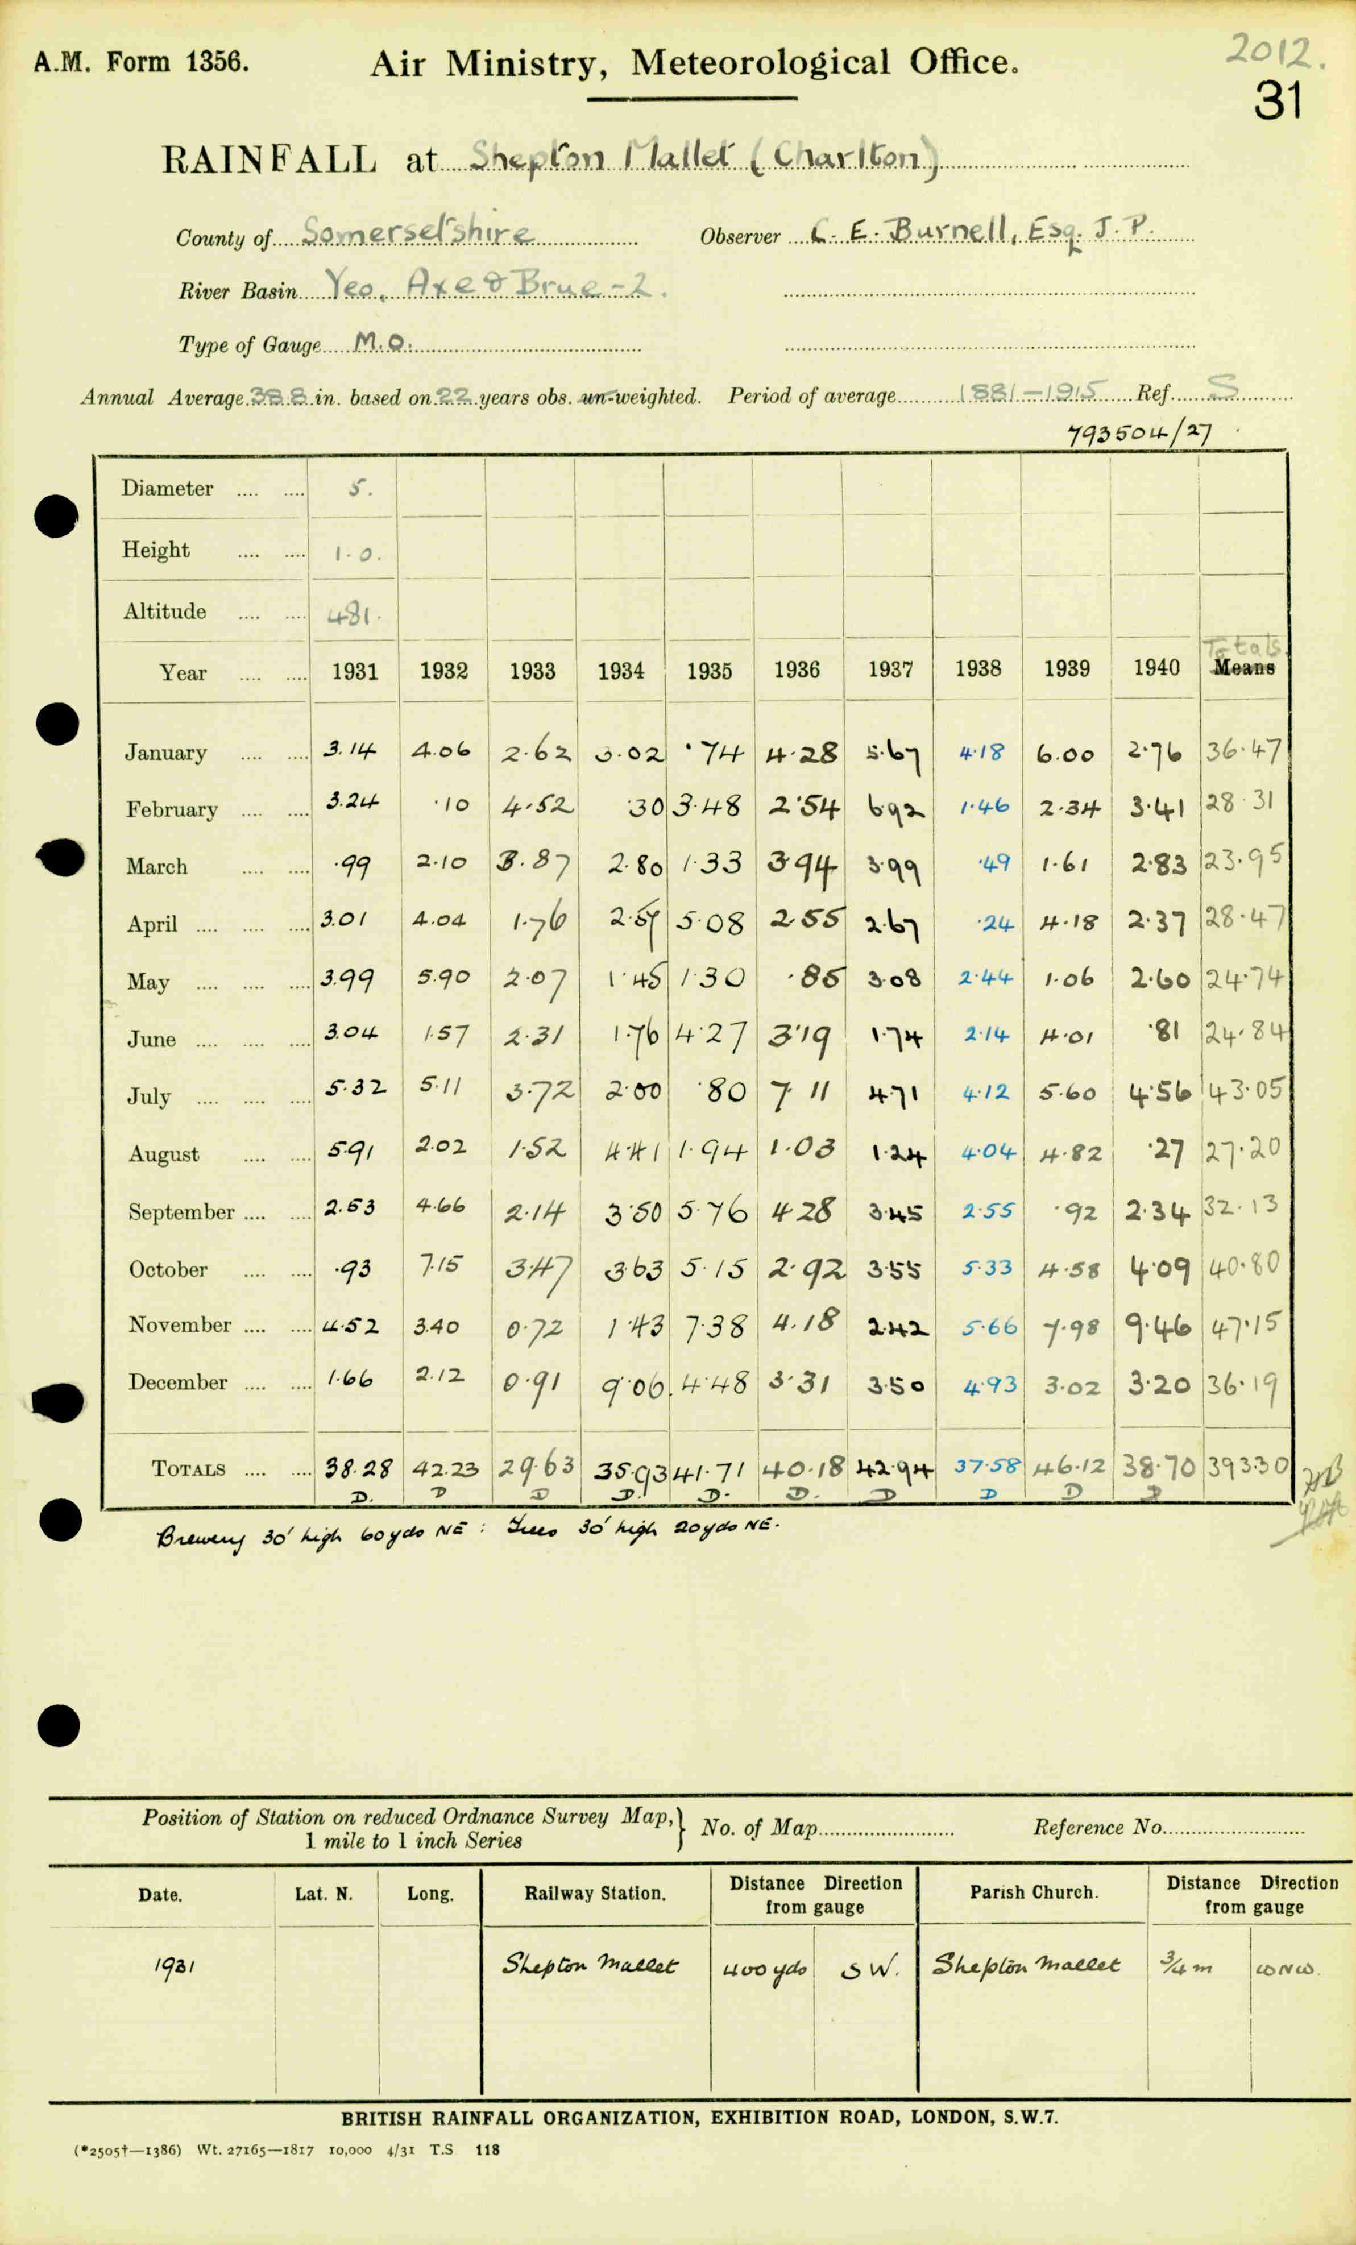 A.M. Form 1356. Air Ministry, Meteorological Office. 2012.
31
RAINFALL at Shepton Mallet (Charlton)
County of Somersetshire Observer C. E. Burnell, Esq. J. P.
River Basin Yeo, Axe & Brue - 2.
Type of Gauge M.O.
Annual Average 38.8 in. based on 22 years obs. un-weighted. Period of average 1881-1915 Ref. S
793504/27
Diameter .... .... 5.
Height .... .... 1.0.
Altitude .... .... 481.
Totals.
Year .... .... 1931 1932 1933 1934 1935 1936 1937 1938 1939 1940 Means
January .... .... 3.14 4.06 2.62 3.02 .74 4.28 5.67 4.18 6.00 2.76 36.47
February .... .... 3.24 .10 4.52 .30 3.48 2.54 6.92 1.46 2.34 3.41 28.31
March .... .... .99 2.10 3.87 2.80 1.33 3.94 3.99 .49 1.61 2.83 23.95
April .... .... .... 3.01 4.04 1.76 2.57 5.08 2.55 2.67 .24 4.18 2.37 28.47
May .... .... .... 3.99 5.90 2.07 1.45 1.30 .85 3.08 2.44 1.06 2.60 24.74
June .... .... .... 3.04 1.57 2.31 1.76 4.27 3.19 1.74 2.14 4.01 .81 24.84
July .... .... .... 5.32 5.11 3.72 2.00 .80 7.11 4.71 4.12 5.60 4.56 43.05
August .... .... 5.91 2.02 1.52 4.41 1.94 1.03 1.24 4.04 4.82 .27 27.20
September .... .... 2.53 4.66 2.14 3.50 5.76 4.28 3.45 2.55 .92 2.34 32.13
October .... .... .93 7.15 3.47 3.63 5.15 2.92 3.55 5.33 4.58 4.09 40.80
November .... .... 4.52 3.40 0.72 1.43 7.38 4.18 2.42 5.66 7.98 9.46 47.15
December .... .... 1.66 2.12 0.91 9.06 4.48 3.31 3.50 4.93 3.02 3.20 36.19
TOTALS .... .... 38.28 42.23 29.63 35.93 41.71 40.18 42.94 37.58 46.12 38.70 393.30
D. D D D. D. D. D D D D
Brewery 30' high 60yds NE : Trees 30' high 20yds NE.
Position of Station on reduced Ordnance Survey Map, } No. of Map Reference No.
1 mile to 1 inch Series
Date. Lat. N. Long. Railway Station. Distance Direction from gauge Parish Church. Distance Direction from gauge
1931 Shepton Mallet 400 yds SW. Shepton Mallet 3/4 m WNW.
BRITISH RAINFALL ORGANIZATION, EXHIBITION ROAD, LONDON, S.W.7.
(*2505†—1386) Wt. 27165—1817 10,000 4/31 T.S 118